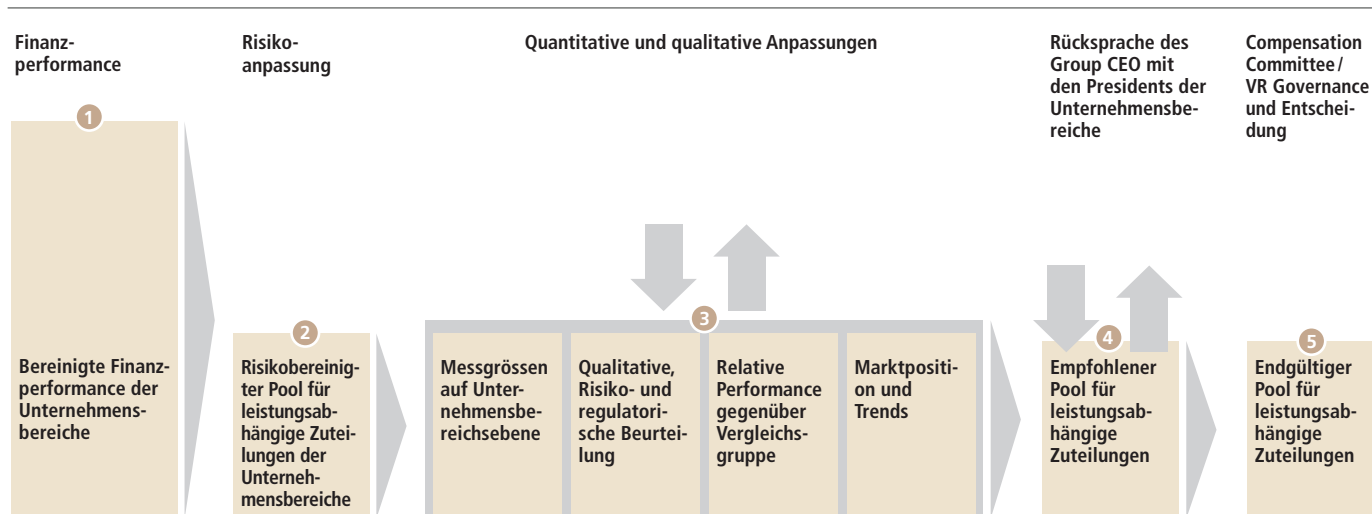 Finanz-
performance
Risiko-
anpassung
Quantitative und qualitative Anpassungen
Rücksprache des
Group CEO mit
den Presidents der
Unternehmensbe-
reiche
Compensation
Committee /
VR Governance
und Entschei-
dung
1
Bereinigte Finanz-
performance der
Unternehmens-
bereiche
2
Risikobereinig-
ter Pool für
leistungsab-
hängige Zutei-
lungen der
Unterneh-
mensbereiche
3
Messgrössen
auf Unter-
nehmensbe-
reichsebene
Qualitative,
Risiko- und
regulatori-
sche Beurtei-
lung
Relative
Performance
gegenüber
Vergleichs-
gruppe
Marktpositi-
on und
Trends
4
Empfohlener
Pool für
leistungsab-
hängige
Zuteilungen
5
Endgültiger
Pool für
leistungsab-
hängige
Zuteilungen